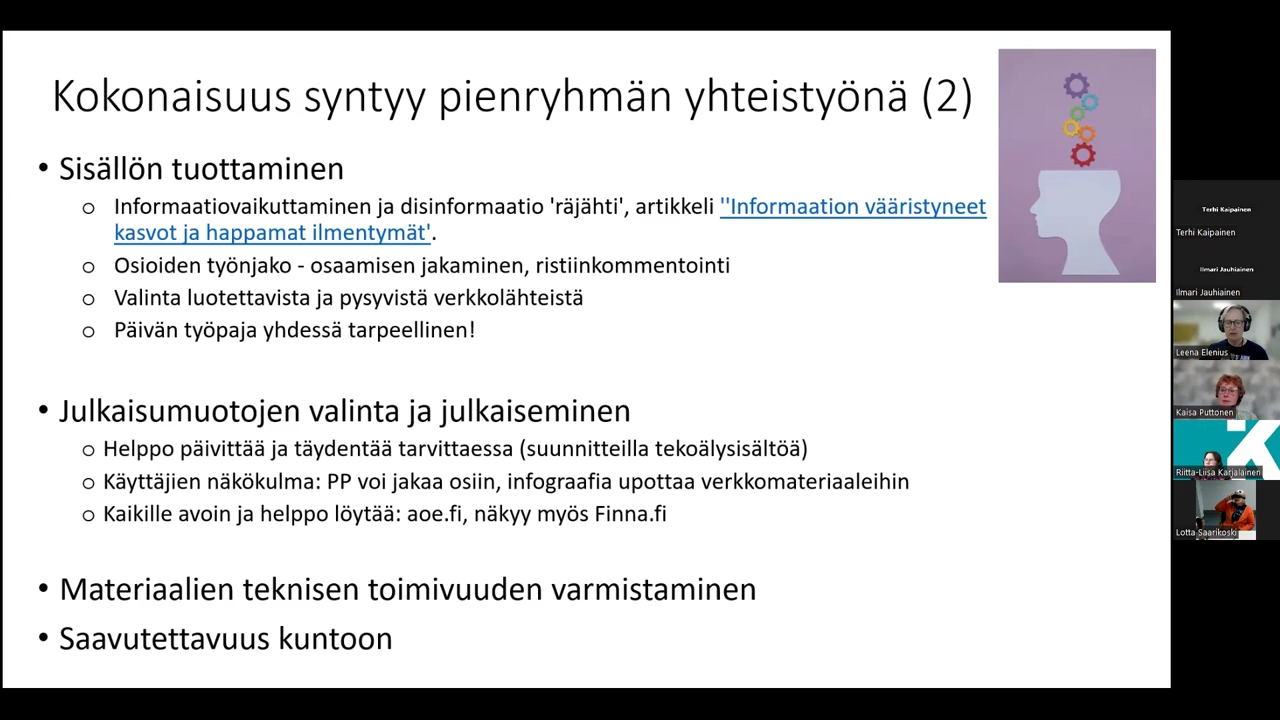 Kokonaisuus syntyy pienryhmän yhteistyönä (2)
• Sisällön tuottaminen
o Informaatiovaikuttaminen ja disinformaatio 'räjähti', artikkeli ''Informaation vääristyneet
kasvot ja happamat ilmentymät'.
o Osioiden työnjako - osaamisen jakaminen, ristiinkommentointi
o Valinta luotettavista ja pysyvistä verkkolähteistä
o Päivän työpaja yhdessä tarpeellinen!
• Julkaisumuotojen valinta ja julkaiseminen
o Helppo päivittää ja täydentää tarvittaessa (suunnitteilla tekoälysisältöä)
o Käyttäjien näkökulma: PP voi jakaa osiin, infograafia upottaa verkkomateriaaleihin
o Kaikille avoin ja helppo löytää: aoe.fi, näkyy myös Finna.fi
• Materiaalien teknisen toimivuuden varmistaminen
• Saavutettavuus kuntoon
Terhi Kaipainen
Terhi Kaipainen
Ilmari Jauhiainen
Ilmari Jauhiainen
Leena Elenius
Kaisa Puttonen
Riitta-Liisa Karjalainen
Lotta Saarikoski